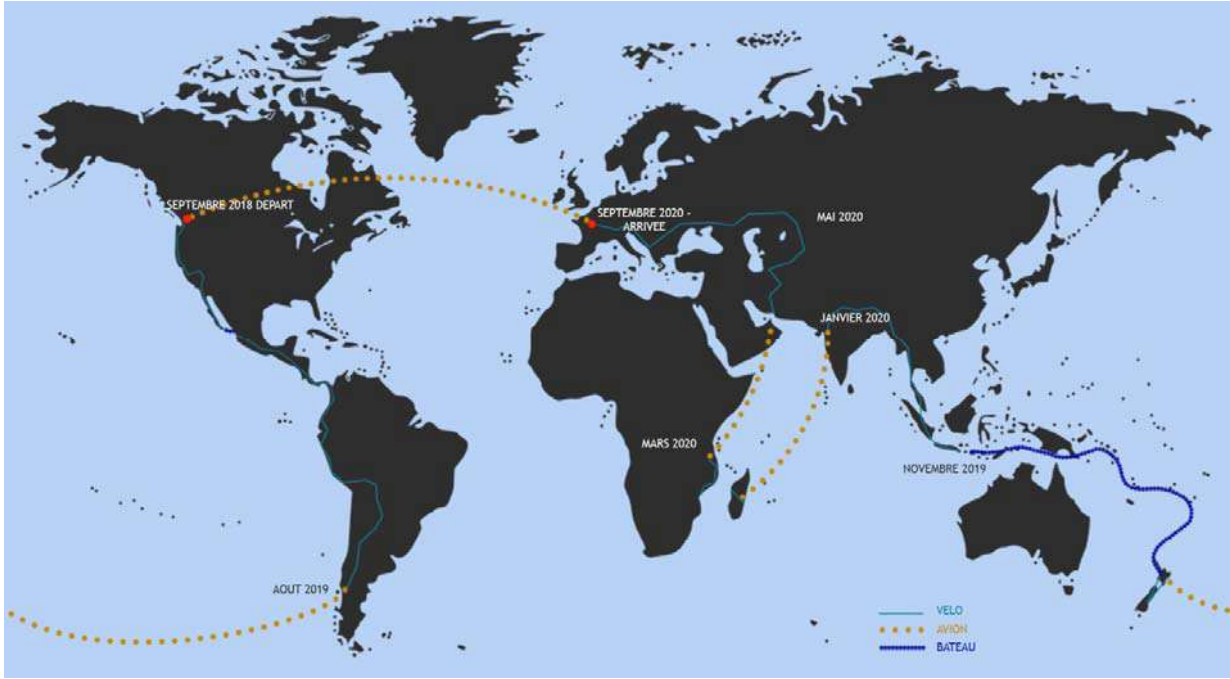 SEPTEMBRE 2018 DEPART
SEPTEMBRE 2020 -
ARRIVEE
MAI 2020
JANVIER 2020
MARS 2020
NOVEMBRE 2019
AOUT 2019
VELO
AVION
BATEAU